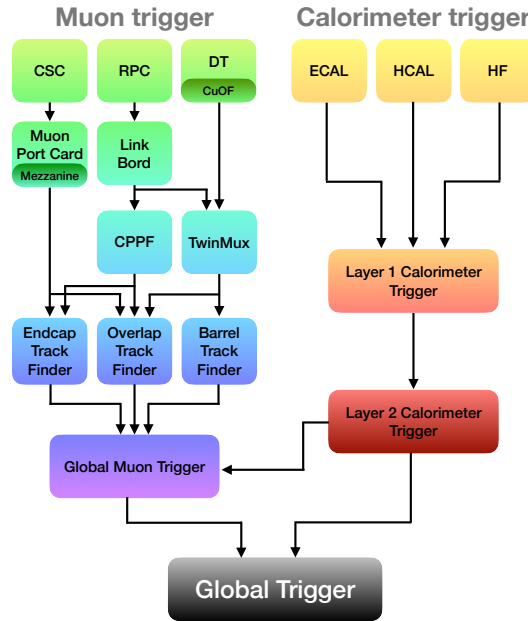 Muon trigger
Calorimeter trigger
CSC
RPC
DT
CuOF
ECAL
HCAL
HF
Muon
Port Card
Mezzanine
Link
Bord
CPPF
TwinMux
Layer 1 Calorimeter
Trigger
Endcap
Track
Finder
Overlap
Track
Finder
Barrel
Track
Finder
Layer 2 Calorimeter
Trigger
Global Muon Trigger
Global Trigger